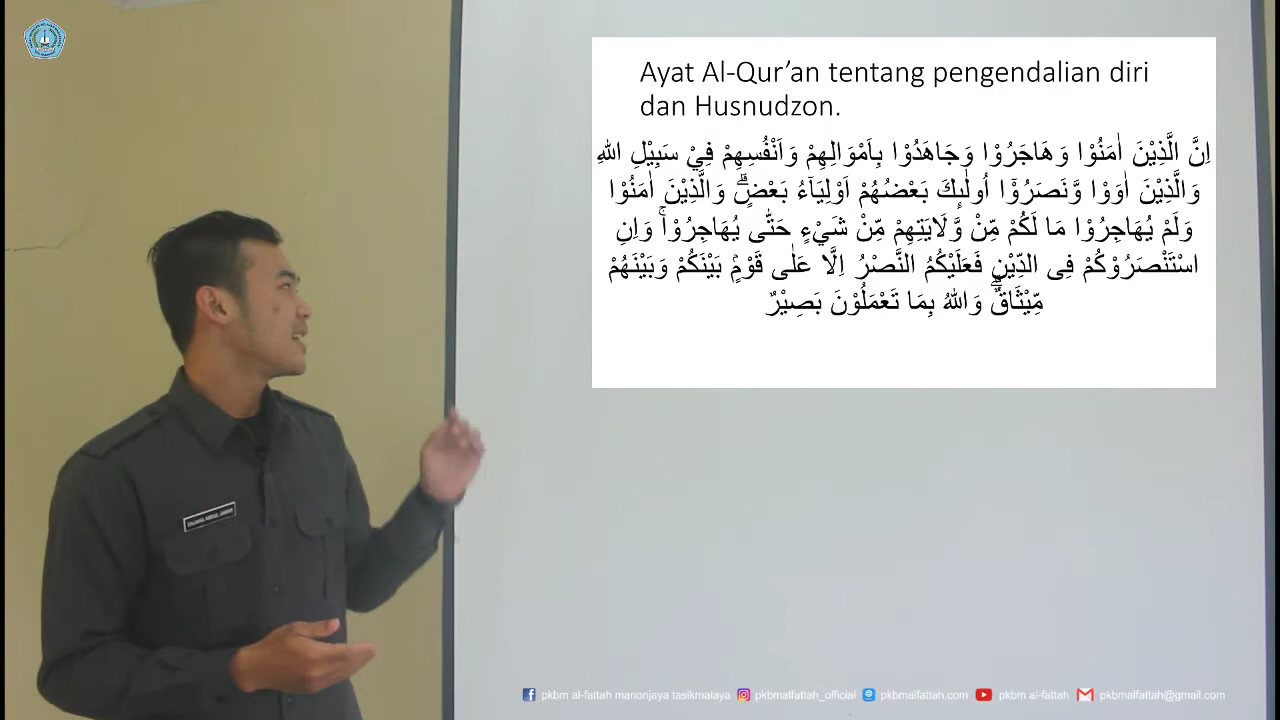 Ayat Al-Qur’an tentang pengendalian diri
dan Husnudzon.
اِنَّ الَّذِيْنَ اٰمَنُوْا وَهَاجَرُوْا وَجَاهَدُوْا بِاَمْوَالِهِمْ وَاَنْفُسِهِمْ فِيْ سَبِيْلِ اللّٰهِ
وَالَّذِيْنَ اٰوَوْا وَّنَصَرُوْٓا اُولٰۤىِٕكَ بَعْضُهُمْ اَوْلِيَاۤءُ بَعْضٍۗ وَالَّذِيْنَ اٰمَنُوْا
وَلَمْ يُهَاجِرُوْا مَا لَكُمْ مِّنْ وَّلَايَتِهِمْ مِّنْ شَيْءٍ حَتّٰى يُهَاجِرُوْاۚ وَاِنِ
اسْتَنْصَرُوْكُمْ فِى الدِّيْنِ فَعَلَيْكُمُ النَّصْرُ اِلَّا عَلٰى قَوْمٍۢ بَيْنَكُمْ وَبَيْنَهُمْ
مِّيْثَاقٌۗ وَاللّٰهُ بِمَا تَعْمَلُوْنَ بَصِيْرٌ
pkbm al-fattah manonjaya tasikmalaya pkbmalfattah_official pkbmalfattah.com pkbm al-fattah pkbmalfattah@gmail.com